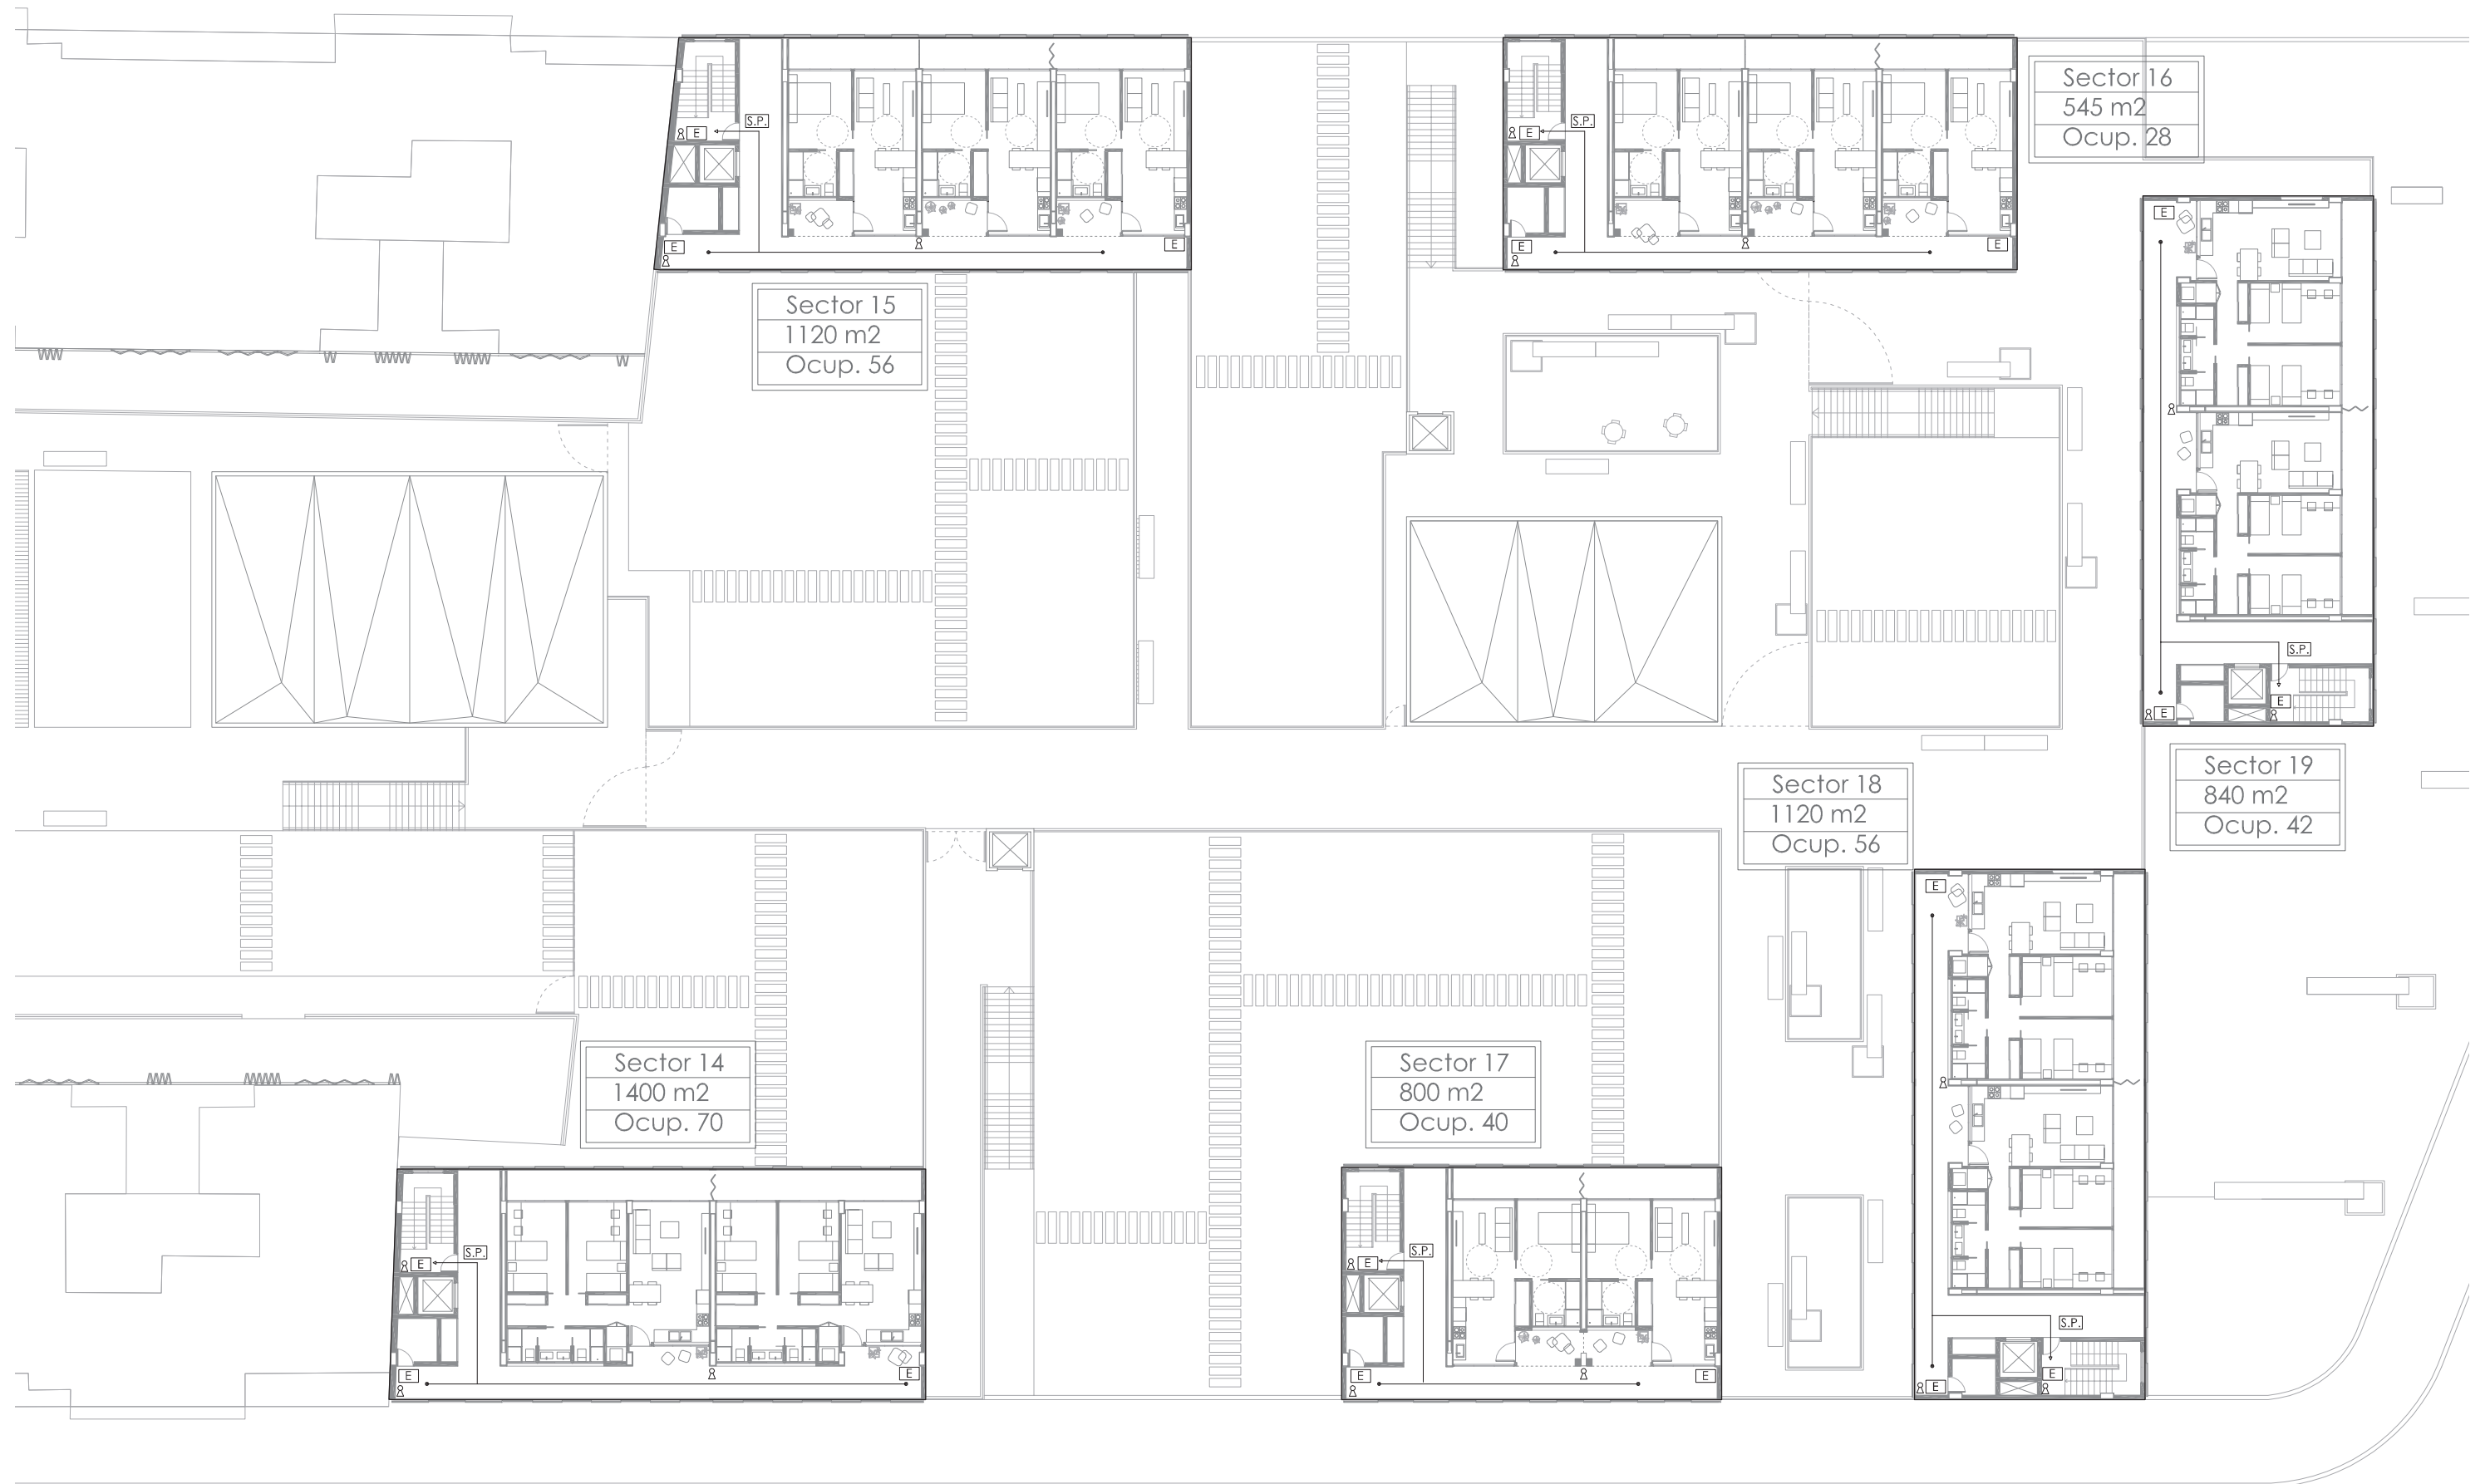 S.P.
E
E
E
Sector 15
1120 m2
Ocup. 56
S.P.
E
E
E
Sector 16
545 m2
Ocup. 28
E
S.P.
E
E
Sector 19
840 m2
Ocup. 42
Sector 18
1120 m2
Ocup. 56
E
S.P.
E
E
Sector 14
1400 m2
Ocup. 70
S.P.
E
E
E
Sector 17
800 m2
Ocup. 40
S.P.
E
E
E